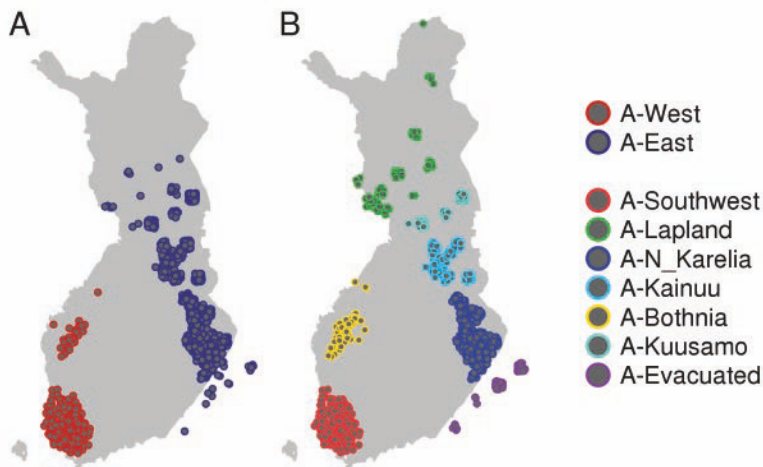 A
B
A-West
A-East
A-Southwest
A-Lapland
A-N_Karelia
A-Kainuu
A-Bothnia
A-Kuusamo
A-Evacuated